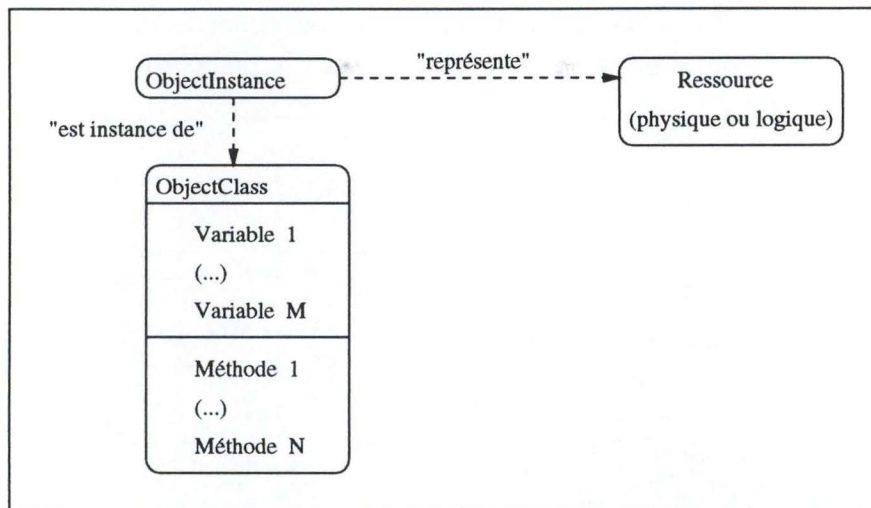 "représente"
ObjectInstance
Ressource
(physique ou logique)
"est instance de"
ObjectClass
Variable 1
(...)
Variable M
Méthode 1
(...)
Méthode N